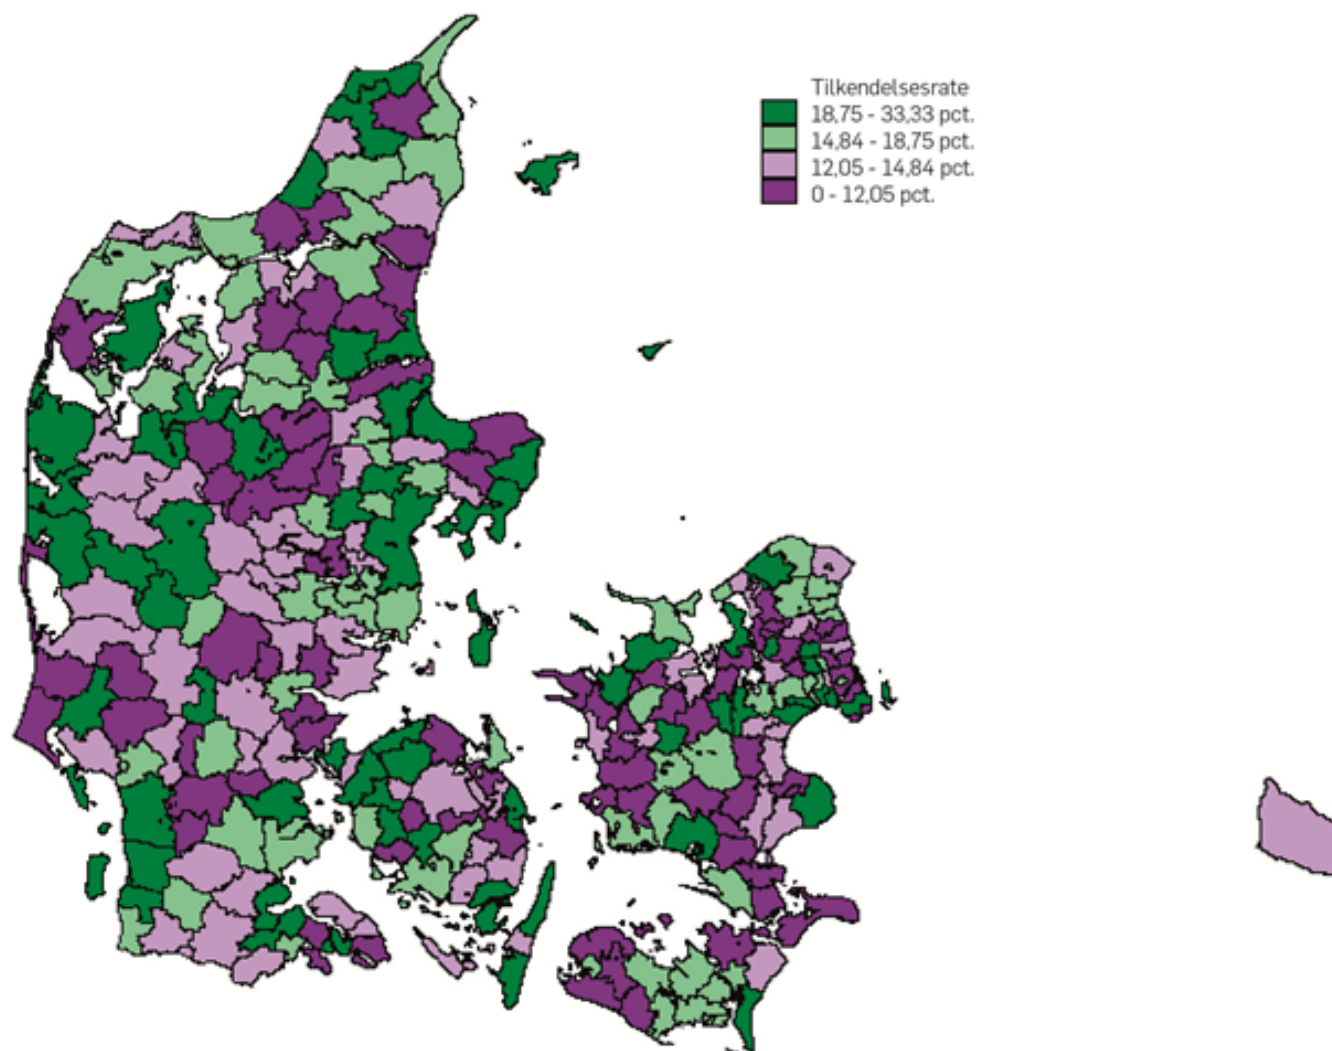 Tilkendelsesrate
18,75 - 33,33 pct.
14,84 - 18,75 pct.
12,05 - 14,84 pct.
0 - 12,05 pct.